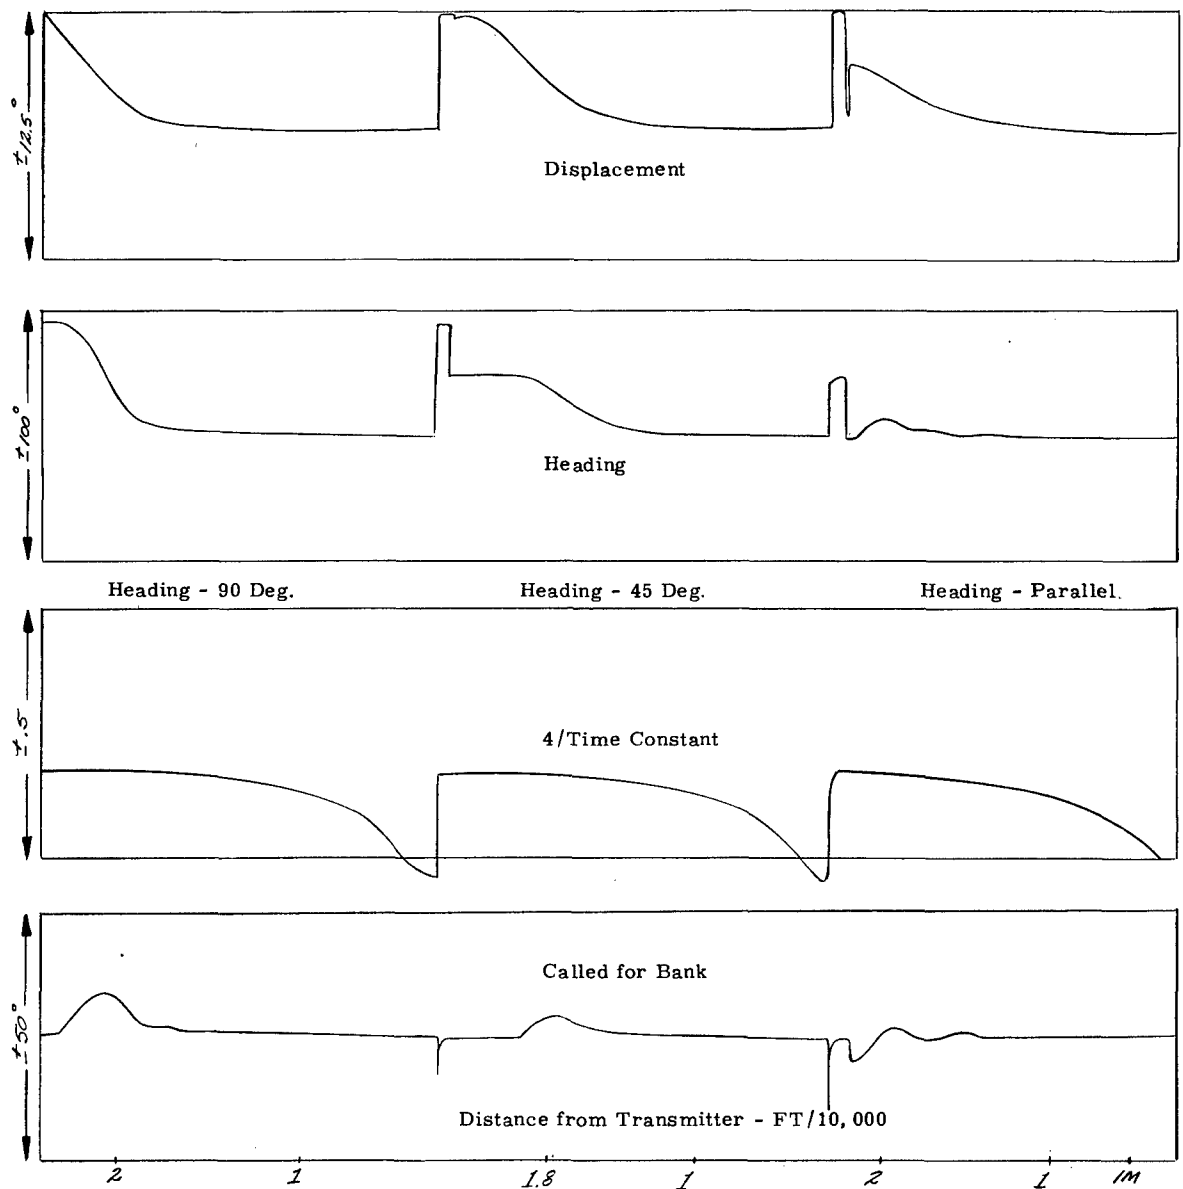 ±12.5°
Displacement
±100°
Heading
Heading - 90 Deg.
Heading - 45 Deg.
Heading - Parallel.
±.5
4/Time Constant
±50°
Called for Bank
Distance from Transmitter - FT/10,000
2 1 1.8 1 2 1 1M